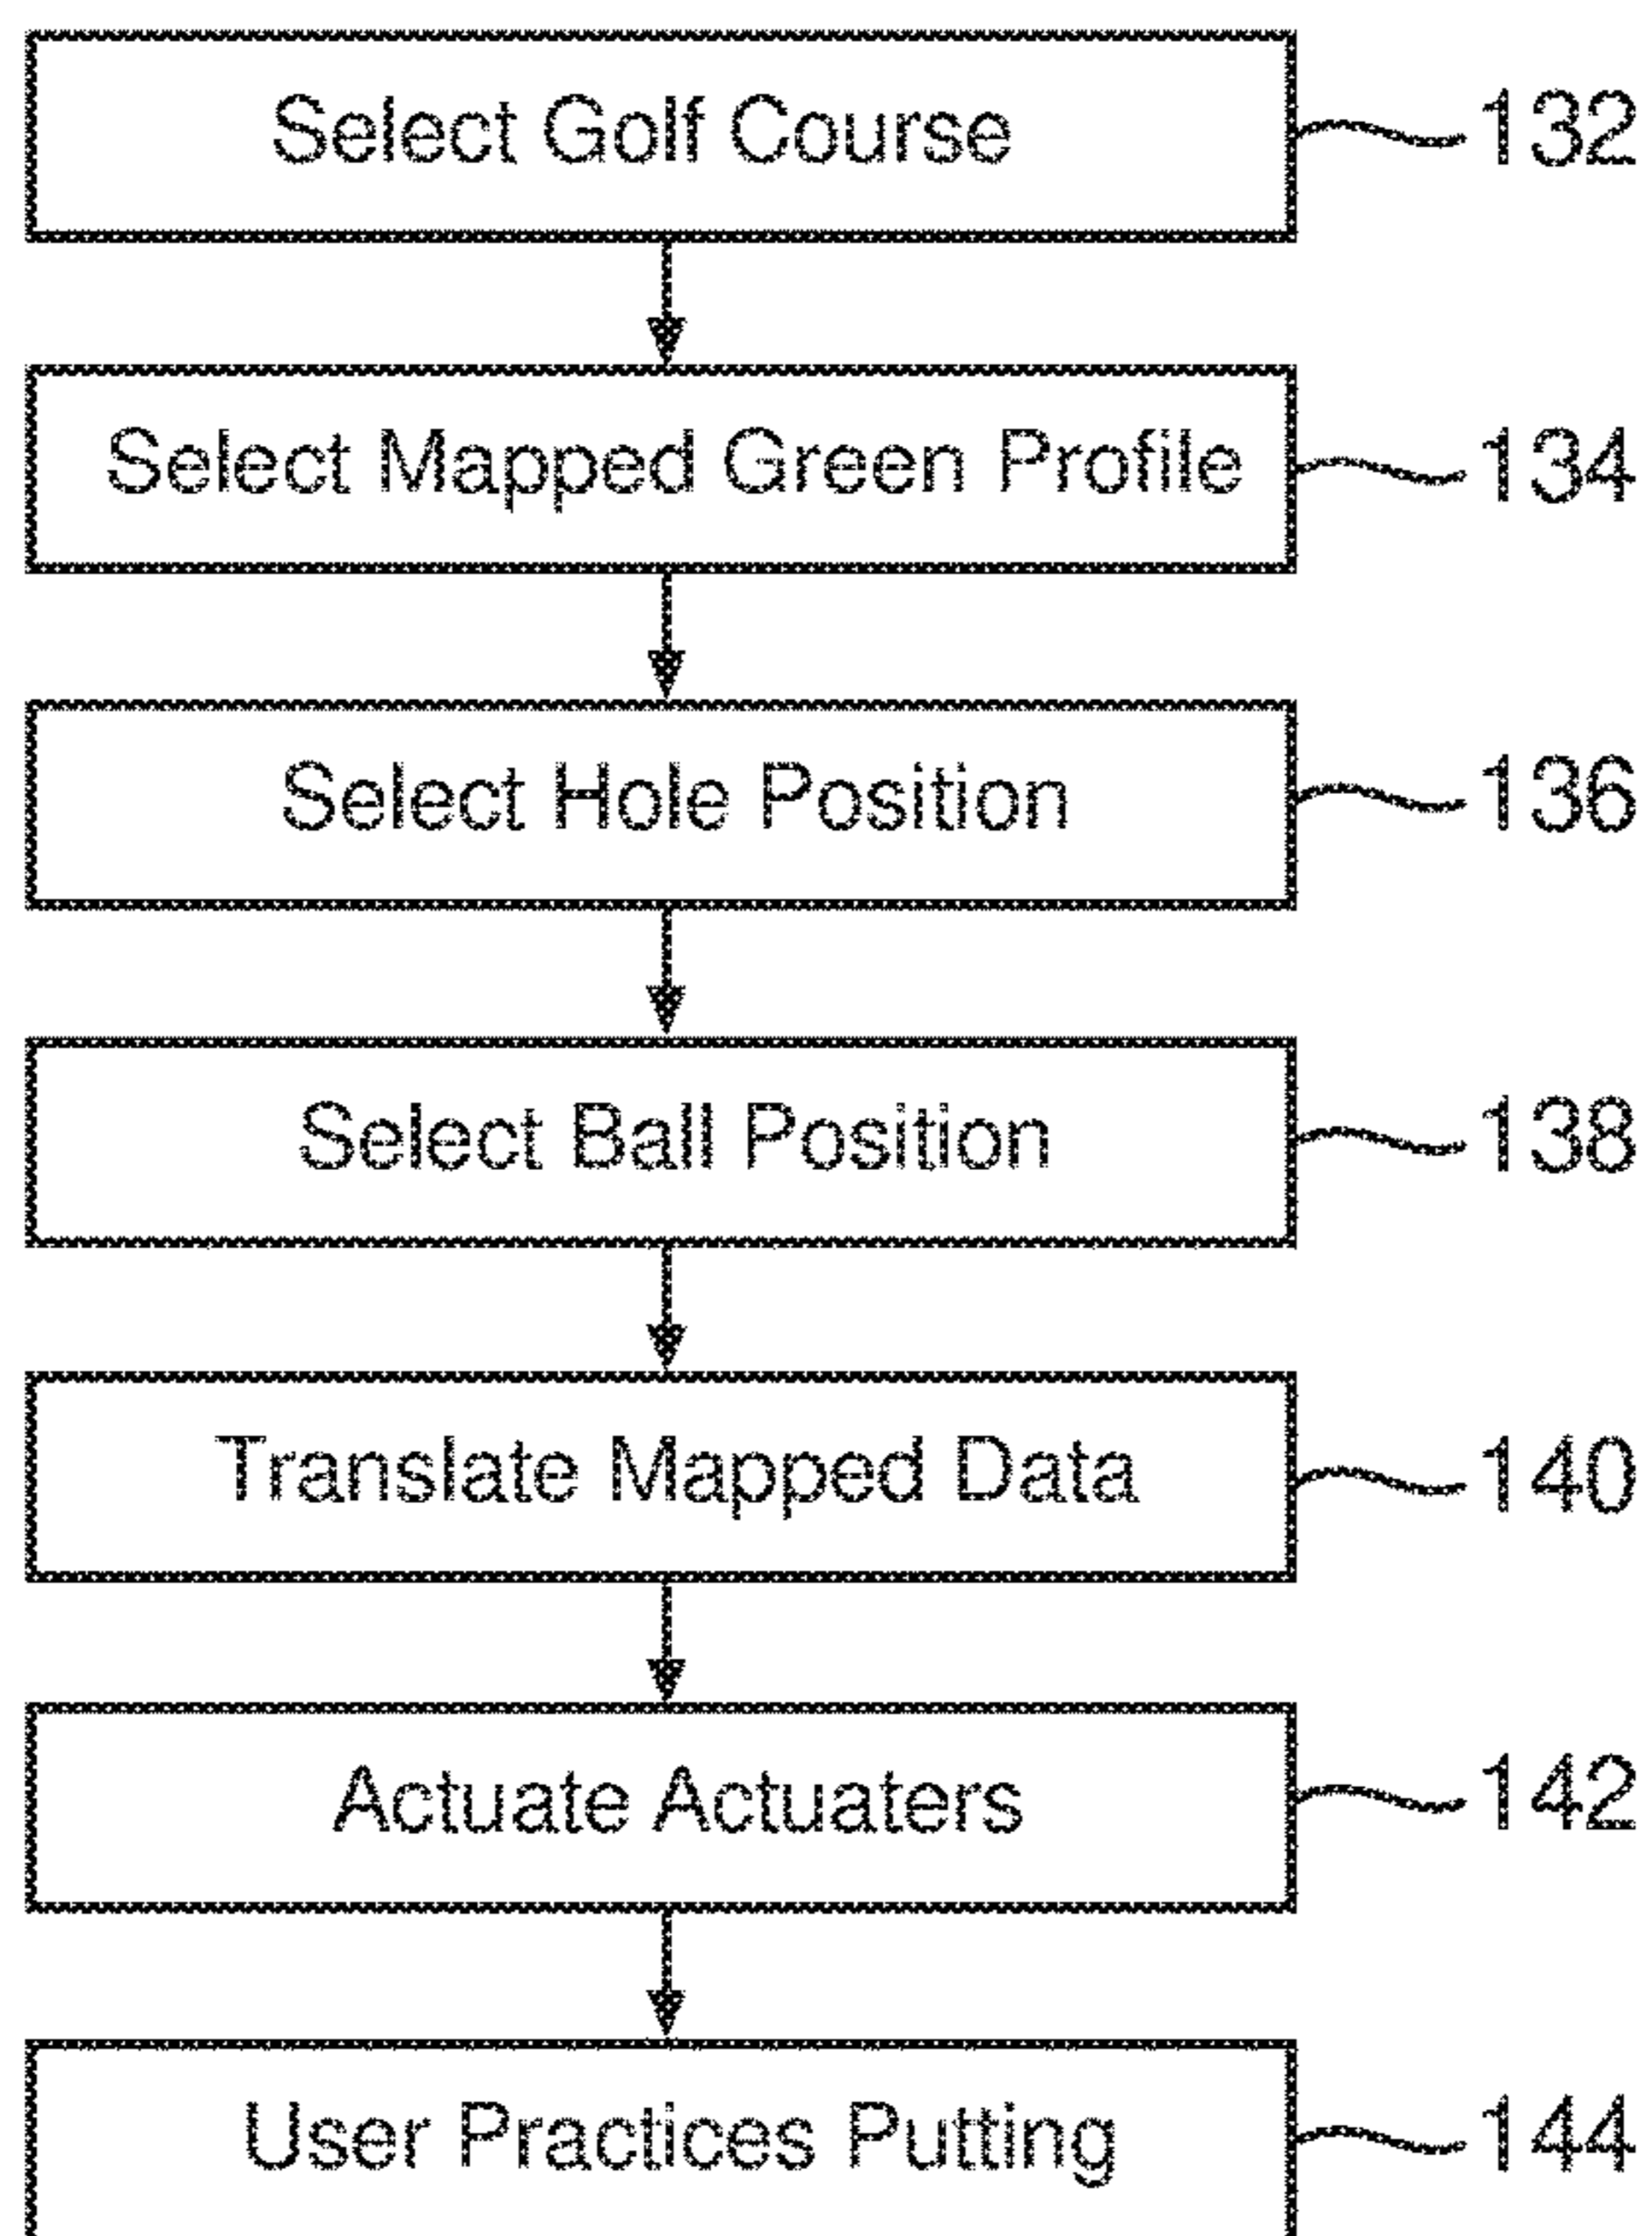 Select Golf Course 132
Select Mapped Green Profile 134
Select Hole Position 136
Select Ball Position 138
Translate Mapped Data 140
Actuate Actuaters 142
User Practices Putting 144